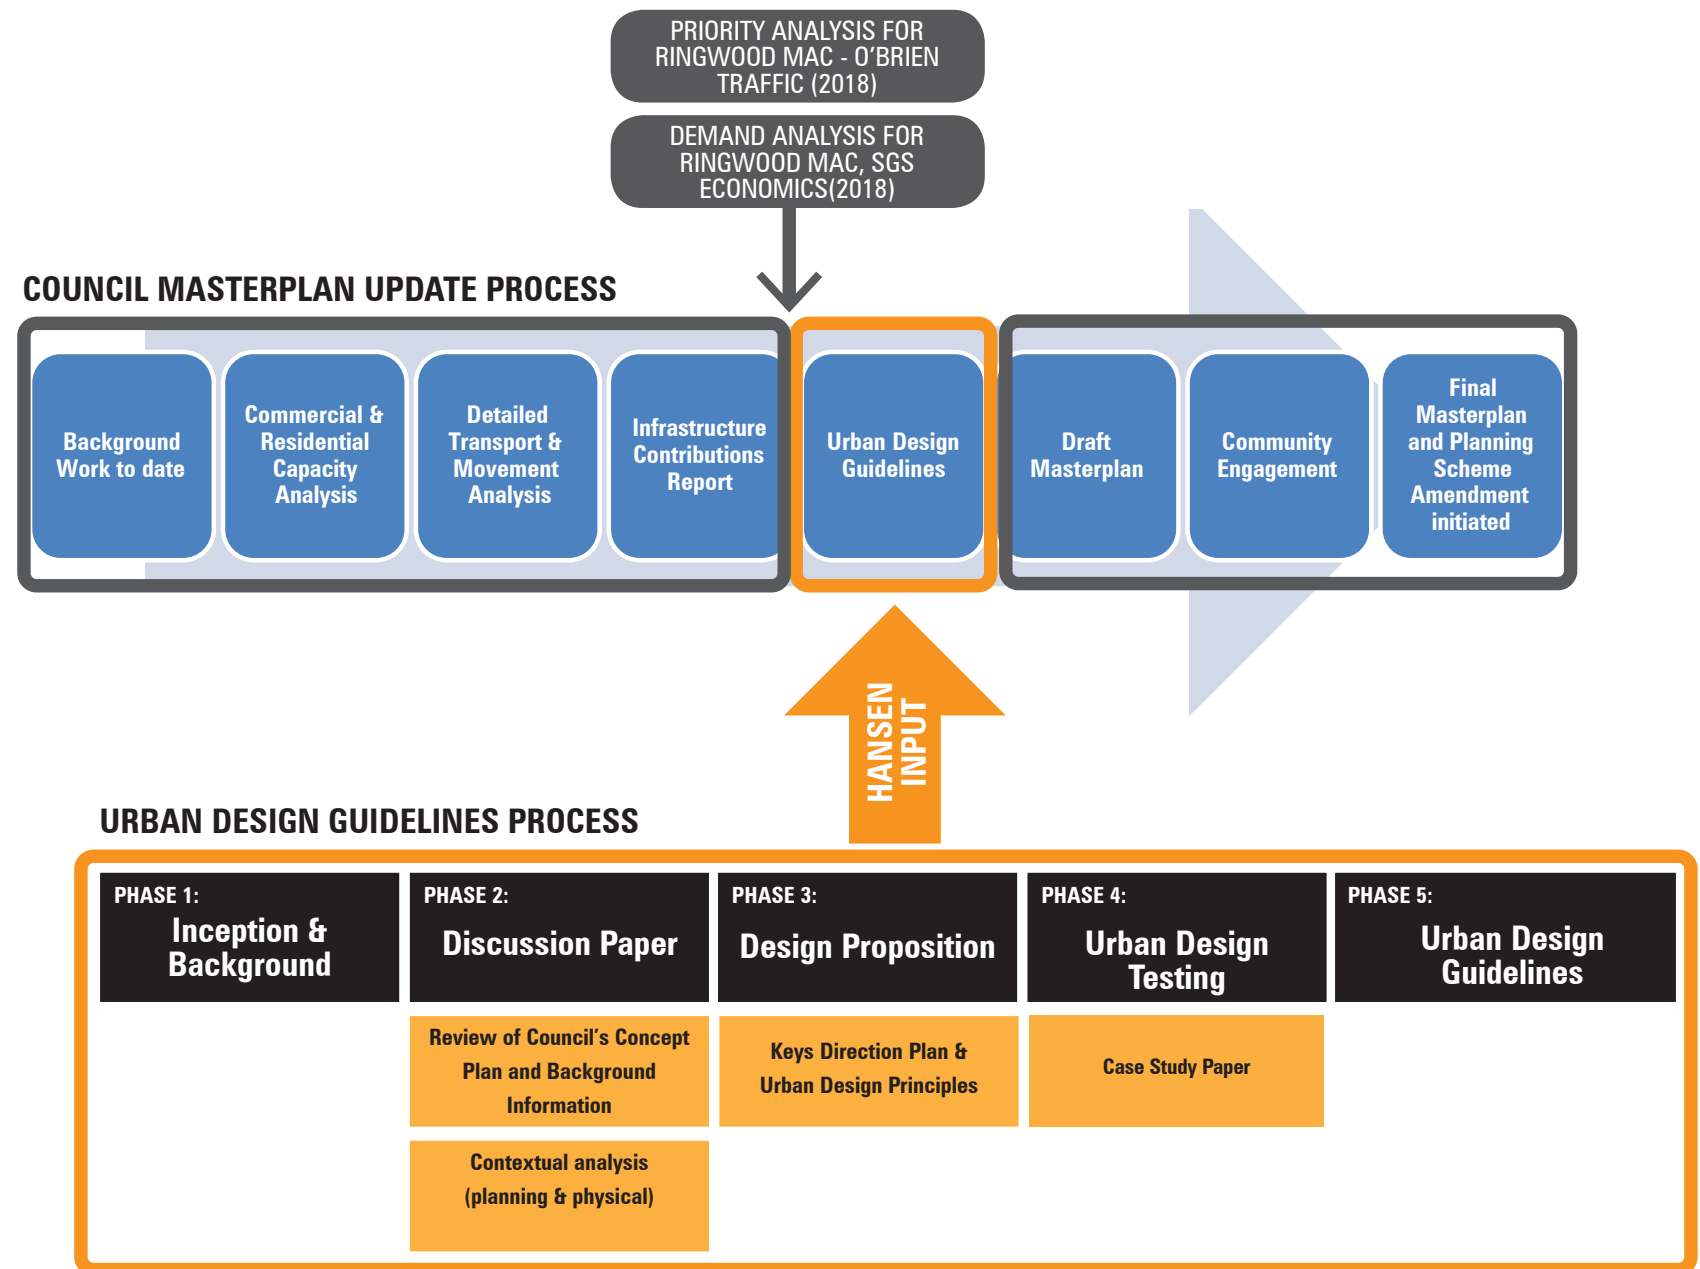 PRIORITY ANALYSIS FOR
RINGWOOD MAC - O’BRIEN
TRAFFIC (2018)
DEMAND ANALYSIS FOR
RINGWOOD MAC, SGS
ECONOMICS(2018)
COUNCIL MASTERPLAN UPDATE PROCESS
Background
Work to date
Commercial &
Residential
Capacity
Analysis
Detailed
Transport &
Movement
Analysis
Infrastructure
Contributions
Report
Urban Design
Guidelines
Draft
Masterplan
Community
Engagement
Final
Masterplan
and Planning
Scheme
Amendment
initiated
HANSEN
INPUT
URBAN DESIGN GUIDELINES PROCESS
PHASE 1:
Inception &
Background
PHASE 2:
Discussion Paper
Review of Council’s Concept
Plan and Background
Information
Contextual analysis
(planning & physical)
PHASE 3:
Design Proposition
Keys Direction Plan &
Urban Design Principles
PHASE 4:
Urban Design
Testing
Case Study Paper
PHASE 5:
Urban Design
Guidelines